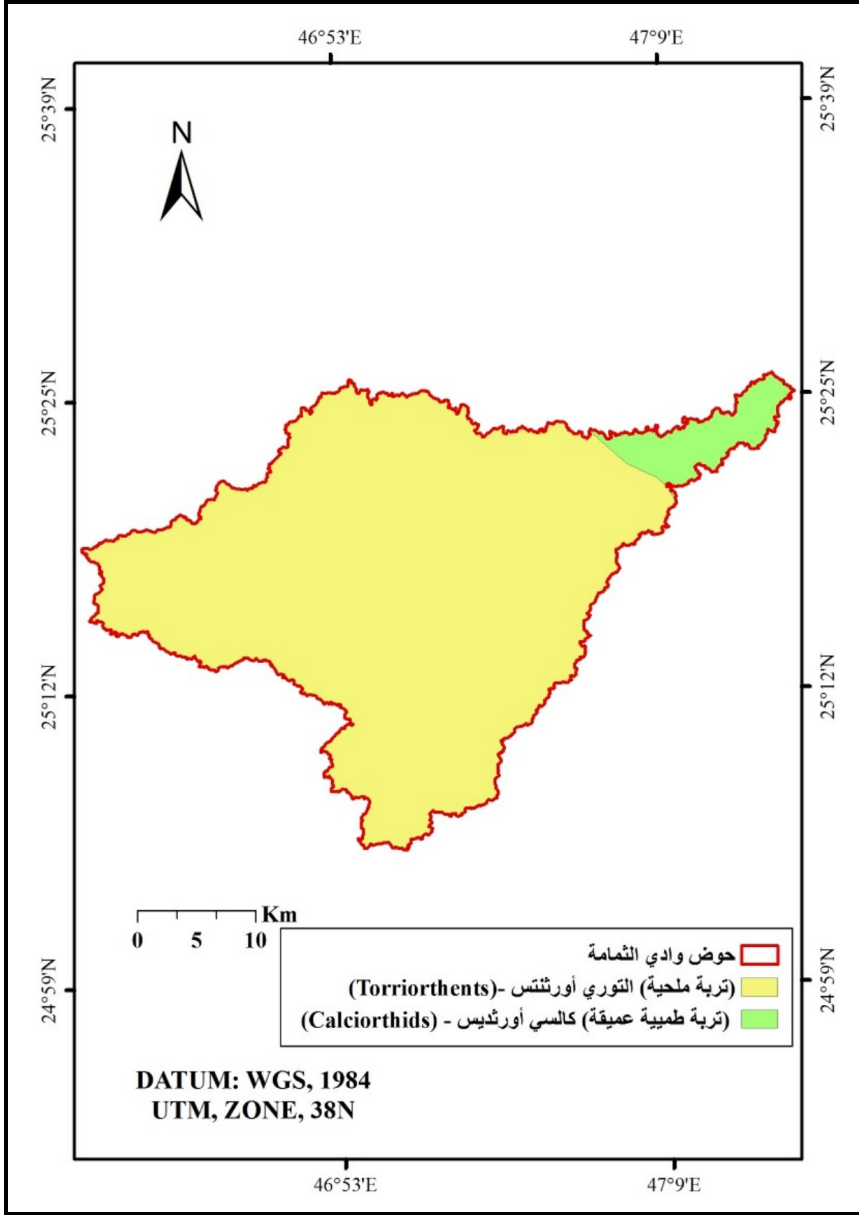 46°53'E 47°9'E
25°39'N 25°39'N
N
25°25'N 25°25'N
25°12'N 25°12'N
Km
0 5 10
حوض وادي الثمامة
(تربة ملحية) التوري أورثنتس -(Torriorthents)
(تربة طميية عميقة) كالسي أورثديس - (Calciorthids)
24°59'N 24°59'N
DATUM: WGS, 1984
UTM, ZONE, 38N
46°53'E 47°9'E